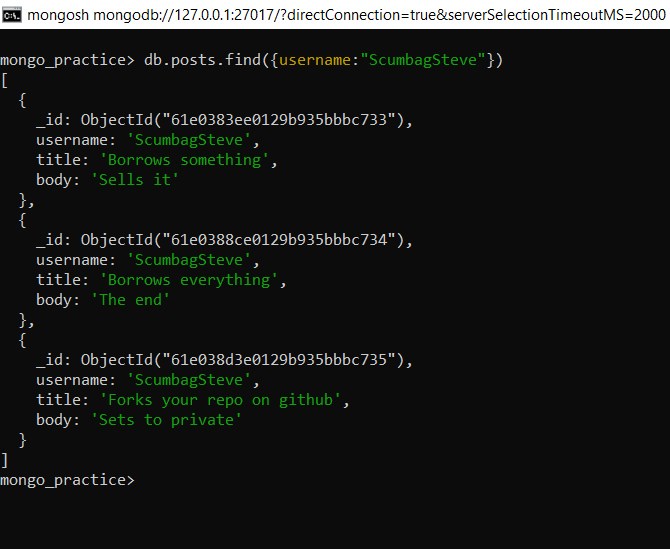 mongosh mongodb://127.0.0.1:27017/?directConnection=true&serverSelectionTimeoutMS=2000
mongo_practice> db.posts.find({username:"ScumbagSteve"})
[
  {
    _id: ObjectId("61e0383ee0129b935bbbc733"),
    username: 'ScumbagSteve',
    title: 'Borrows something',
    body: 'Sells it'
  },
  {
    _id: ObjectId("61e0388ce0129b935bbbc734"),
    username: 'ScumbagSteve',
    title: 'Borrows everything',
    body: 'The end'
  },
  {
    _id: ObjectId("61e038d3e0129b935bbbc735"),
    username: 'ScumbagSteve',
    title: 'Forks your repo on github',
    body: 'Sets to private'
  }
]
mongo_practice>